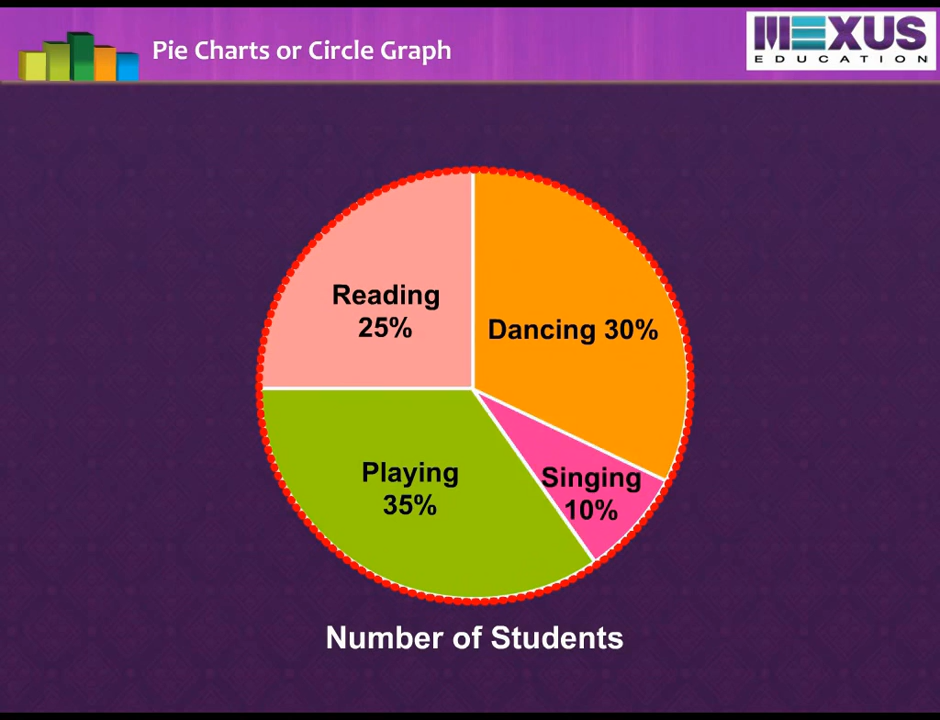 Pie Charts or Circle Graph
MEXUS
EDUCATION
Reading
25%
Dancing 30%
Playing
35%
Singing
10%
Number of Students